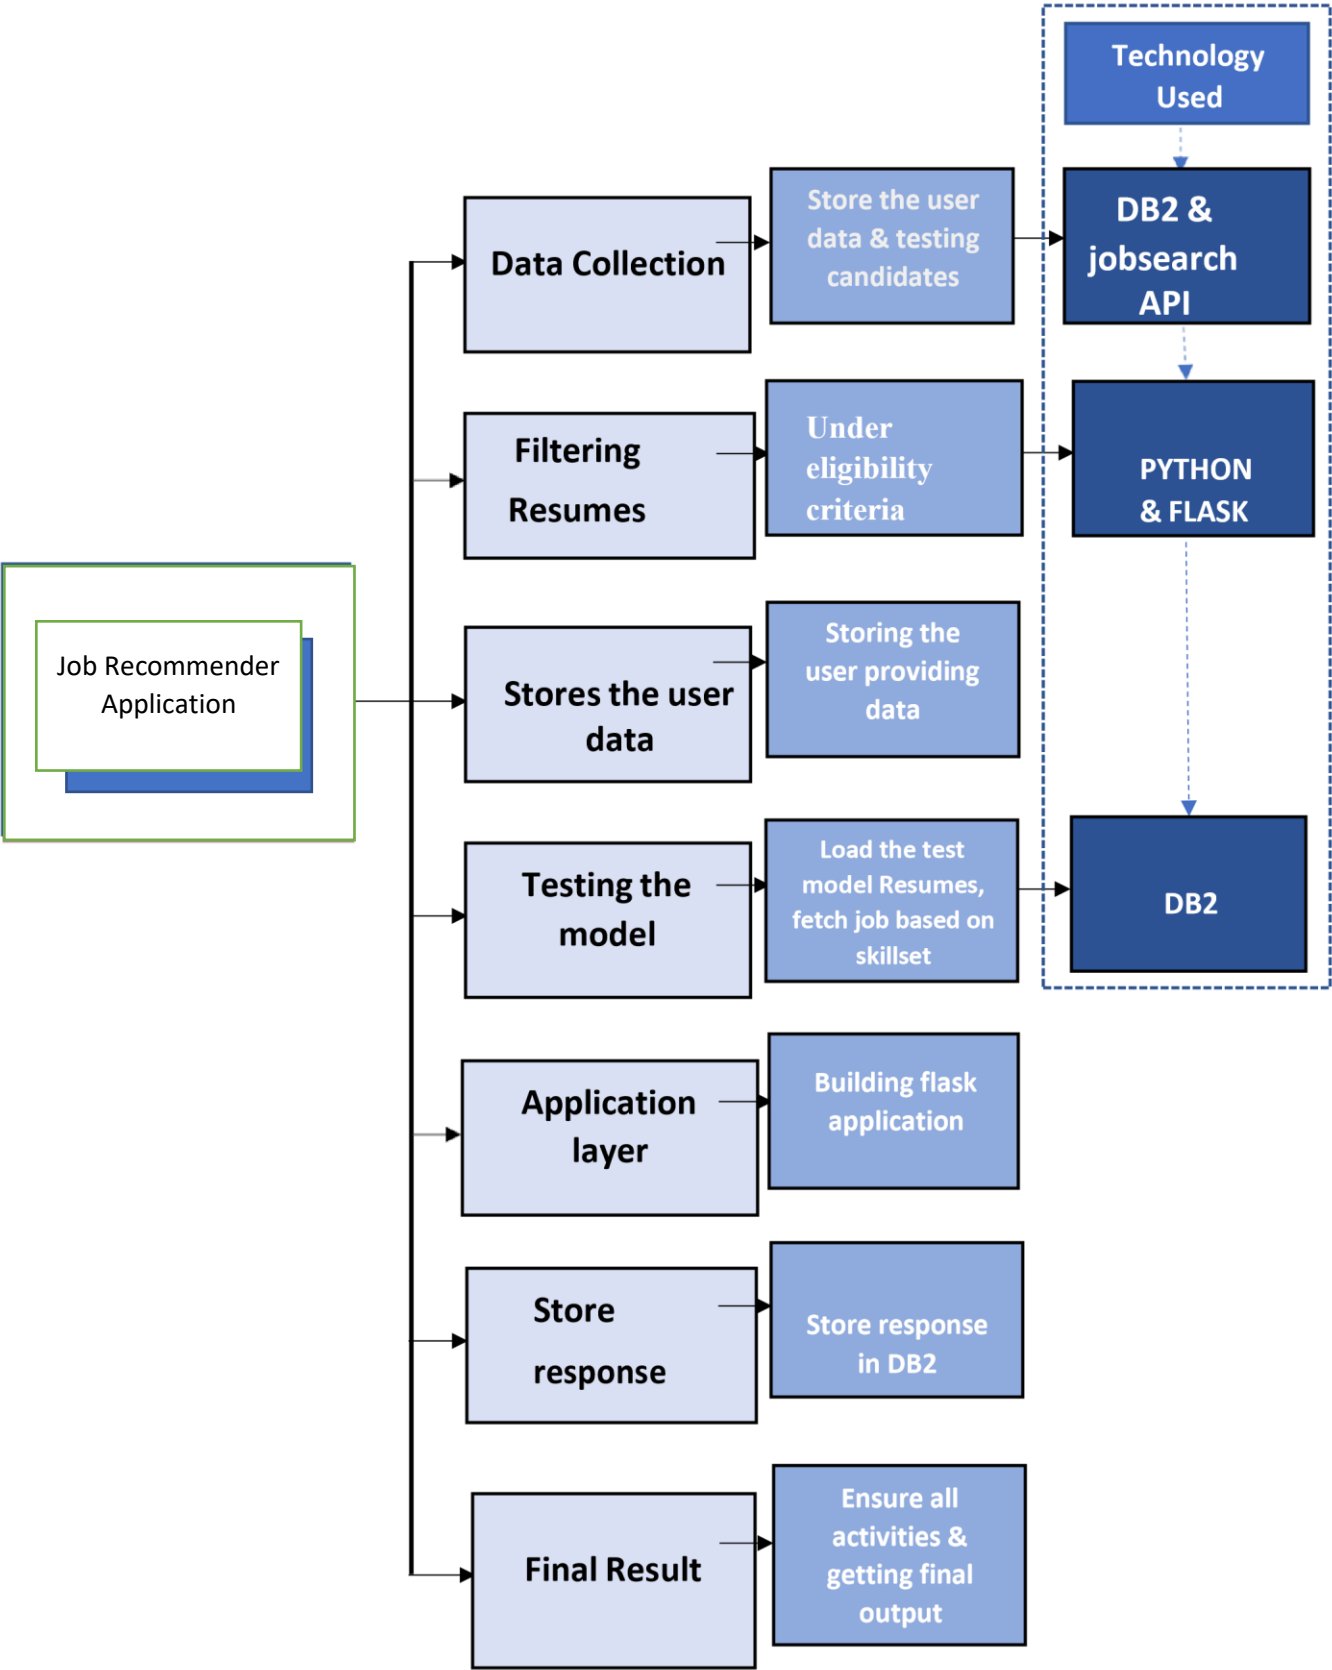 Technology
Used
Data Collection
Store the user
data & testing
candidates
DB2 &
jobsearch
API
Filtering
Resumes
Under
eligibility
criteria
PYTHON
& FLASK
Job Recommender
Application
Stores the user
data
Storing the
user providing
data
Testing the
model
Load the test
model Resumes,
fetch job based on
skillset
DB2
Application
layer
Building flask
application
Store
response
Store response
in DB2
Final Result
Ensure all
activities &
getting final
output